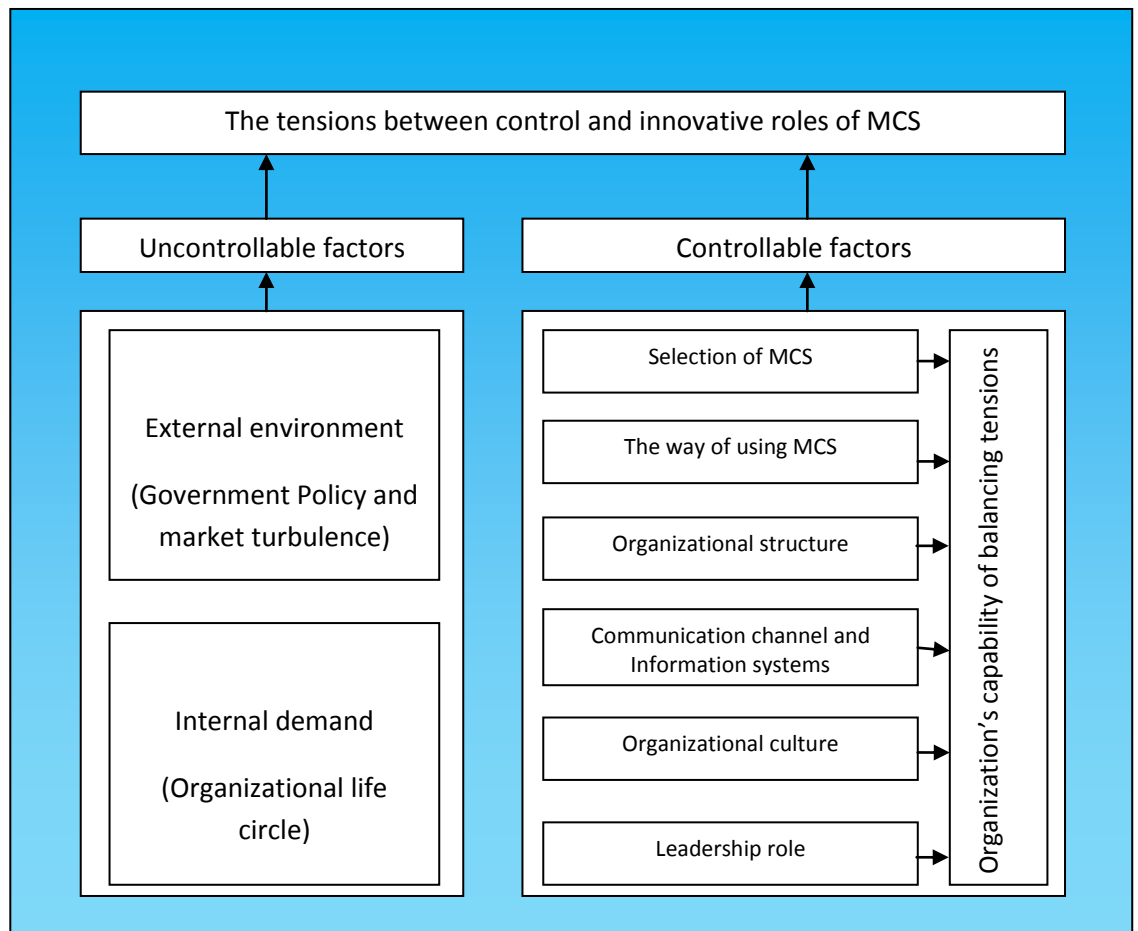 The tensions between control and innovative roles of MCS
Uncontrollable factors
Controllable factors
External environment
(Government Policy and
market turbulence)
Internal demand
(Organizational life
circle)
Selection of MCS
The way of using MCS
Organizational structure
Communication channel and
Information systems
Organizational culture
Leadership role
Organization’s capability of balancing tensions